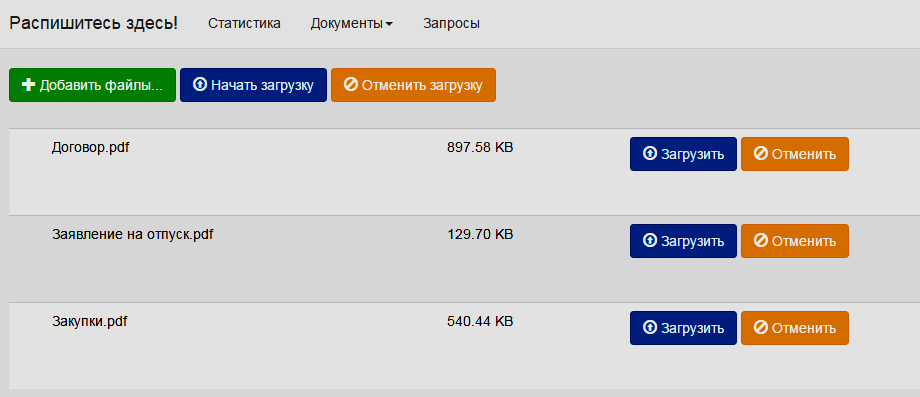 Распишитесь здесь! Статистика Документы Запросы
Добавить файлы... Начать загрузку Отменить загрузку
Договор.pdf 897.58 KB Загрузить Отменить
Заявление на отпуск.pdf 129.70 KB Загрузить Отменить
Закупки.pdf 540.44 KB Загрузить Отменить